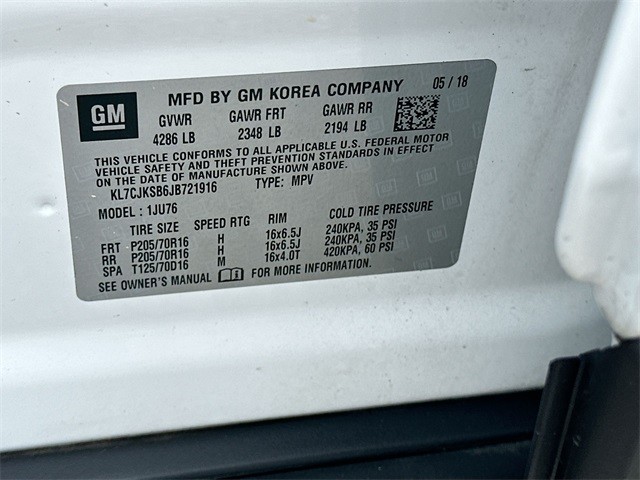 GM
MFD BY GM KOREA COMPANY 05 / 18
GVWR GAWR FRT GAWR RR
4286 LB 2348 LB 2194 LB
THIS VEHICLE CONFORMS TO ALL APPLICABLE U.S. FEDERAL MOTOR
VEHICLE SAFETY AND THEFT PREVENTION STANDARDS IN EFFECT
ON THE DATE OF MANUFACTURE SHOWN ABOVE.
KL7CJKSB6JB721916 TYPE: MPV
MODEL : 1JU76
TIRE SIZE SPEED RTG RIM COLD TIRE PRESSURE
FRT P205/70R16 H 16x6.5J 240KPA, 35 PSI
RR P205/70R16 H 16x6.5J 240KPA, 35 PSI
SPA T125/70D16 M 16x4.0T 420KPA, 60 PSI
SEE OWNER'S MANUAL FOR MORE INFORMATION